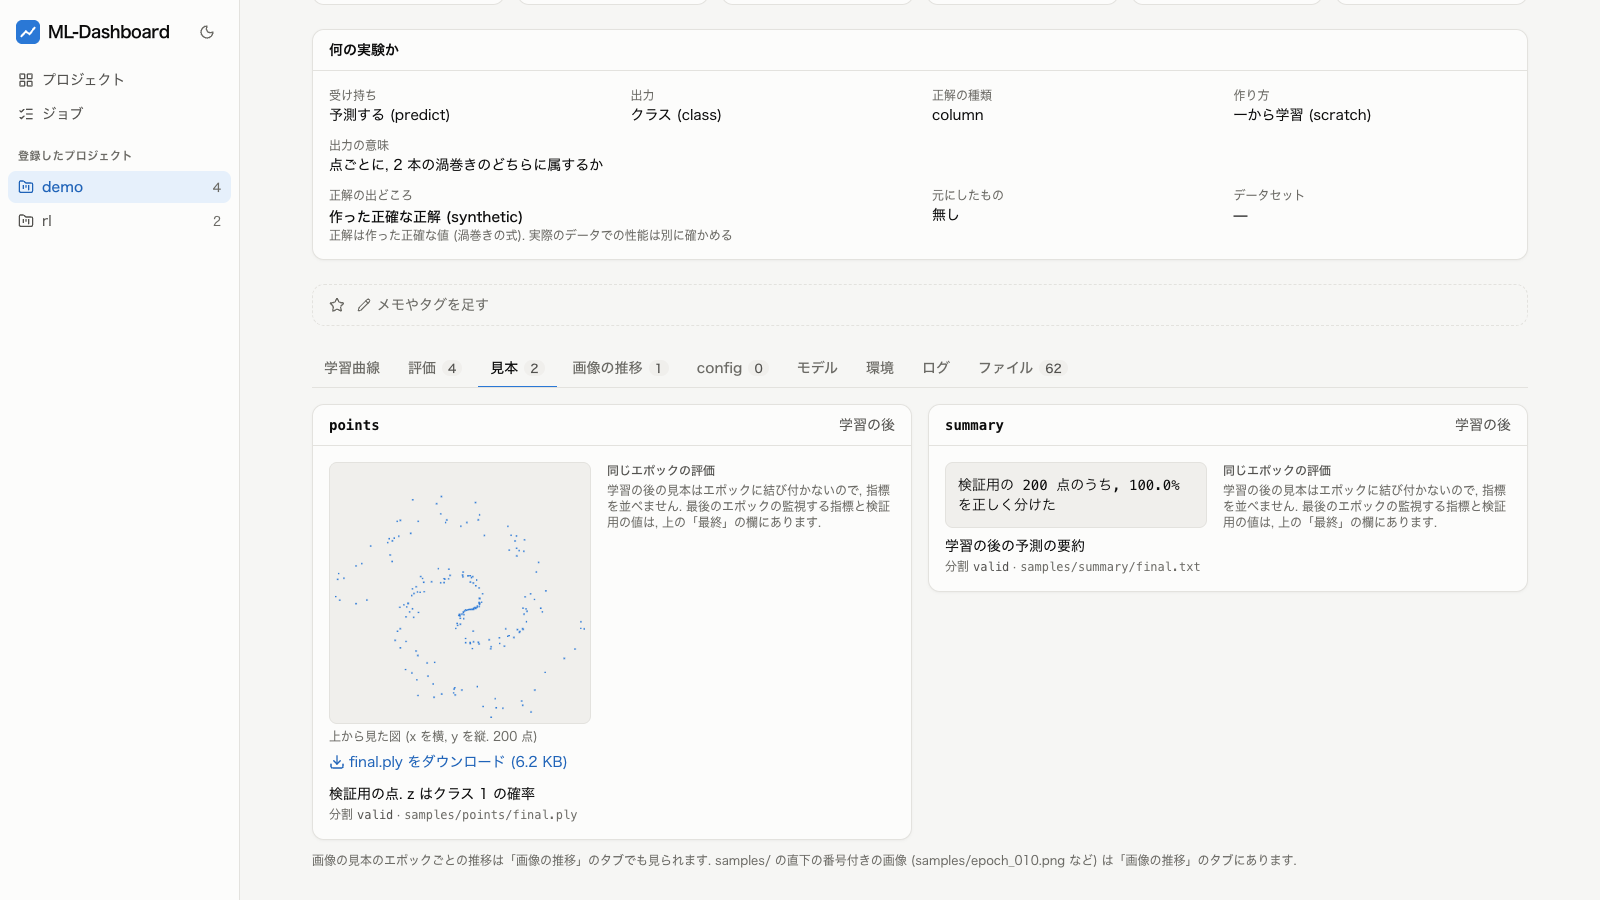 ML-Dashboard
プロジェクト
ジョブ
登録したプロジェクト
demo 4
rl 2
何の実験か
受け持ち 出力 正解の種類 作り方
予測する (predict) クラス (class) column 一から学習 (scratch)
出力の意味
点ごとに, 2 本の渦巻きのどちらに属するか
正解の出どころ 元にしたもの データセット
作った正確な正解 (synthetic) 無し —
正解は作った正確な値 (渦巻きの式). 実際のデータでの性能は別に確かめる
メモやタグを足す
学習曲線 評価 4 見本 2 画像の推移 1 config 0 モデル 環境 ログ ファイル 62
points 学習の後
同じエポックの評価
学習の後の見本はエポックに結び付かないので, 指標
を並べません. 最後のエポックの監視する指標と検証
用の値は, 上の「最終」の欄にあります.
上から見た図 (x を横, y を縦. 200 点)
final.ply をダウンロード (6.2 KB)
検証用の点. z はクラス 1 の確率
分割 valid · samples/points/final.ply
summary 学習の後
検証用の 200 点のうち, 100.0%
を正しく分けた
同じエポックの評価
学習の後の見本はエポックに結び付かないので, 指標
を並べません. 最後のエポックの監視する指標と検証
用の値は, 上の「最終」の欄にあります.
学習の後の予測の要約
分割 valid · samples/summary/final.txt
画像の見本のエポックごとの推移は「画像の推移」のタブでも見られます. samples/ の直下の番号付きの画像 (samples/epoch_010.png など) は「画像の推移」のタブにあります.